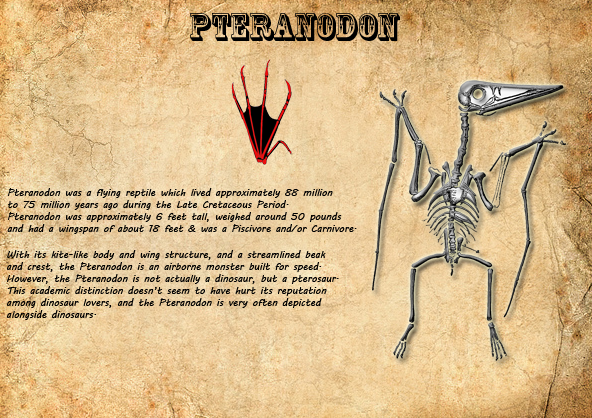 PTERANODON
Pteranodon was a flying reptile which lived approximately 88 million
to 75 million years ago during the Late Cretaceous Period.
Pteranodon was approximately 6 feet tall, weighed around 50 pounds
and had a wingspan of about 18 feet & was a Piscivore and/or Carnivore.
With its kite-like body and wing structure, and a streamlined beak
and crest, the Pteranodon is an airborne monster built for speed.
However, the Pteranodon is not actually a dinosaur, but a pterosaur.
This academic distinction doesn't seem to have hurt its reputation
among dinosaur lovers, and the Pteranodon is very often depicted
alongside dinosaurs.